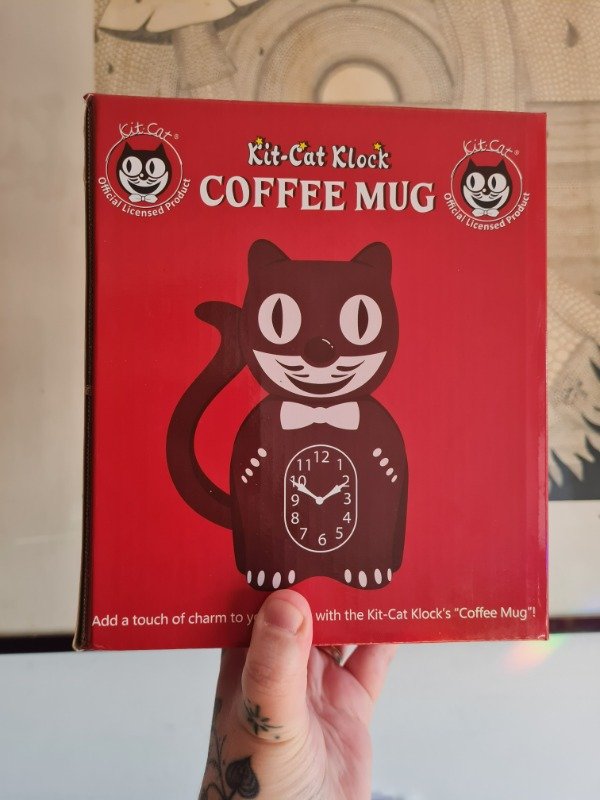 Kit-Cat®
Official Licensed Product
Kit-Cat Klock
COFFEE MUG
Kit-Cat®
Official Licensed Product
11 12 1
10 2
9 3
8 4
7 6 5
Add a touch of charm to with the Kit-Cat Klock's "Coffee Mug"!